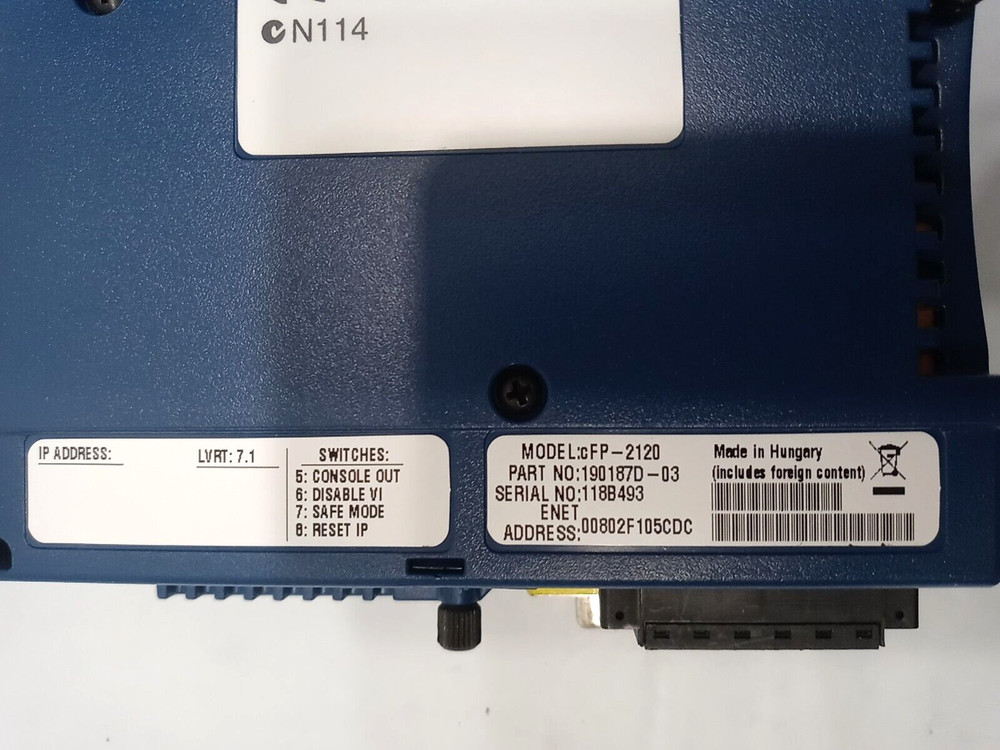 N114
IP ADDRESS:
LVRT: 7.1
SWITCHES:
5: CONSOLE OUT
6: DISABLE VI
7: SAFE MODE
8: RESET IP
MODEL:cFP-2120
PART NO:190187D-03
SERIAL NO:118B493
ENET
ADDRESS:00802F105CDC
Made in Hungary
(includes foreign content)